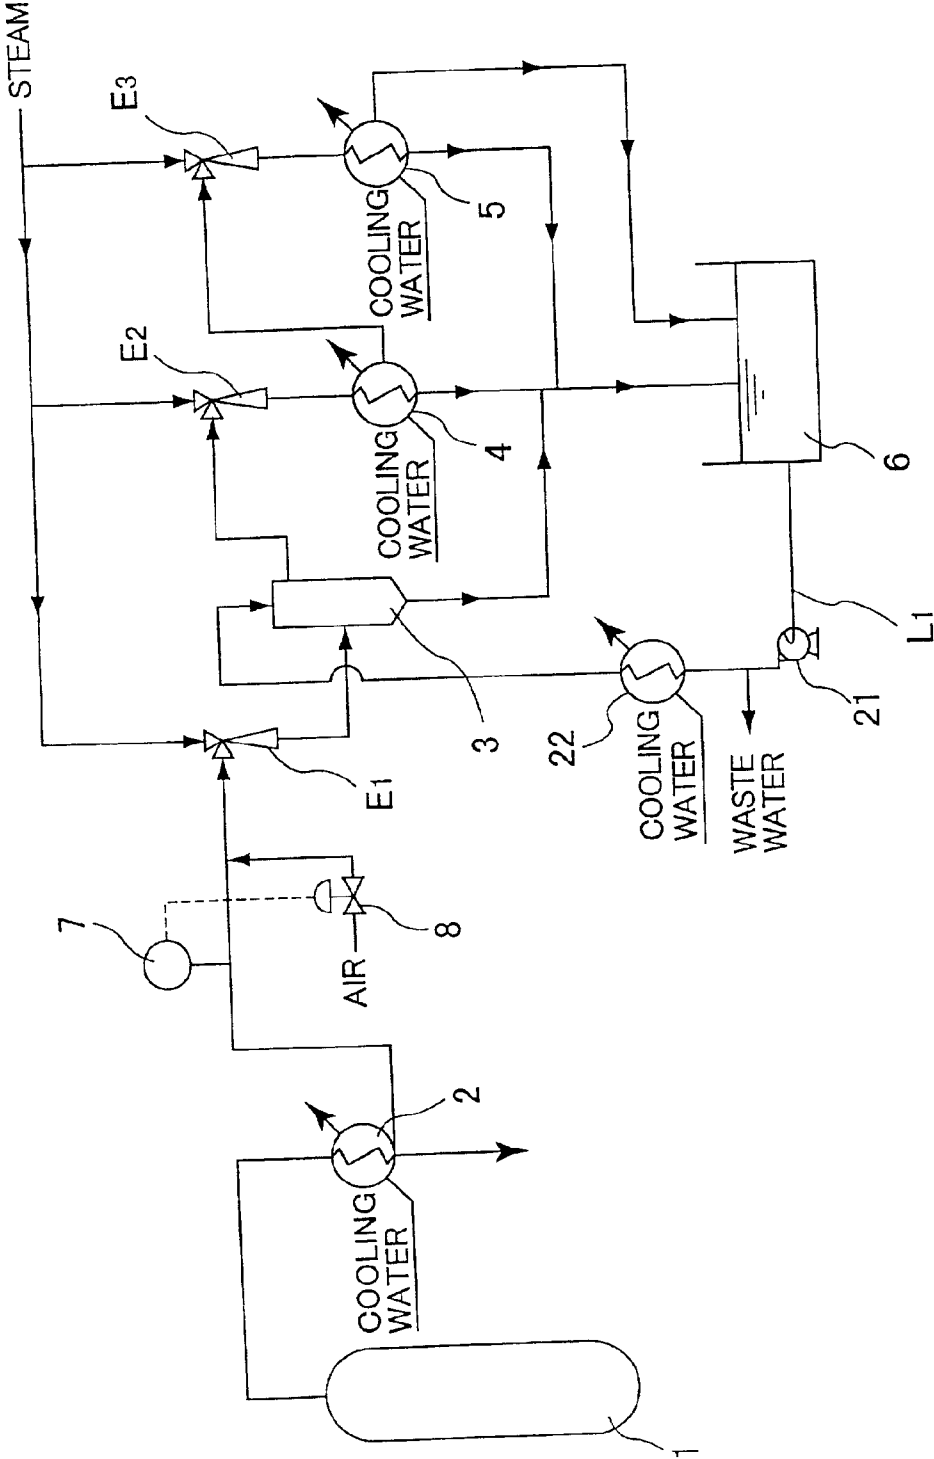 STEAM
E3
E2
E1
COOLING
WATER
5
COOLING
WATER
4
3
6
L1
21
22
COOLING
WATER
WASTE
WATER
7
8
AIR
2
COOLING
WATER
1